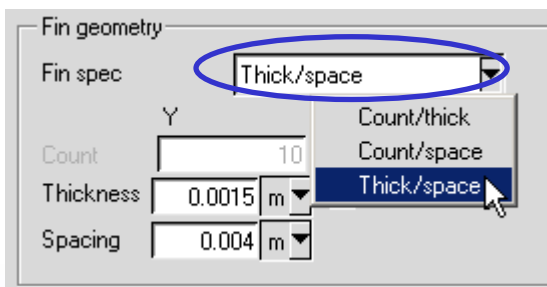 Fin geometry
Fin spec Thick/space
Y Count/thick
Count 10 Count/space
Thickness 0.0015 m Thick/space
Spacing 0.004 m